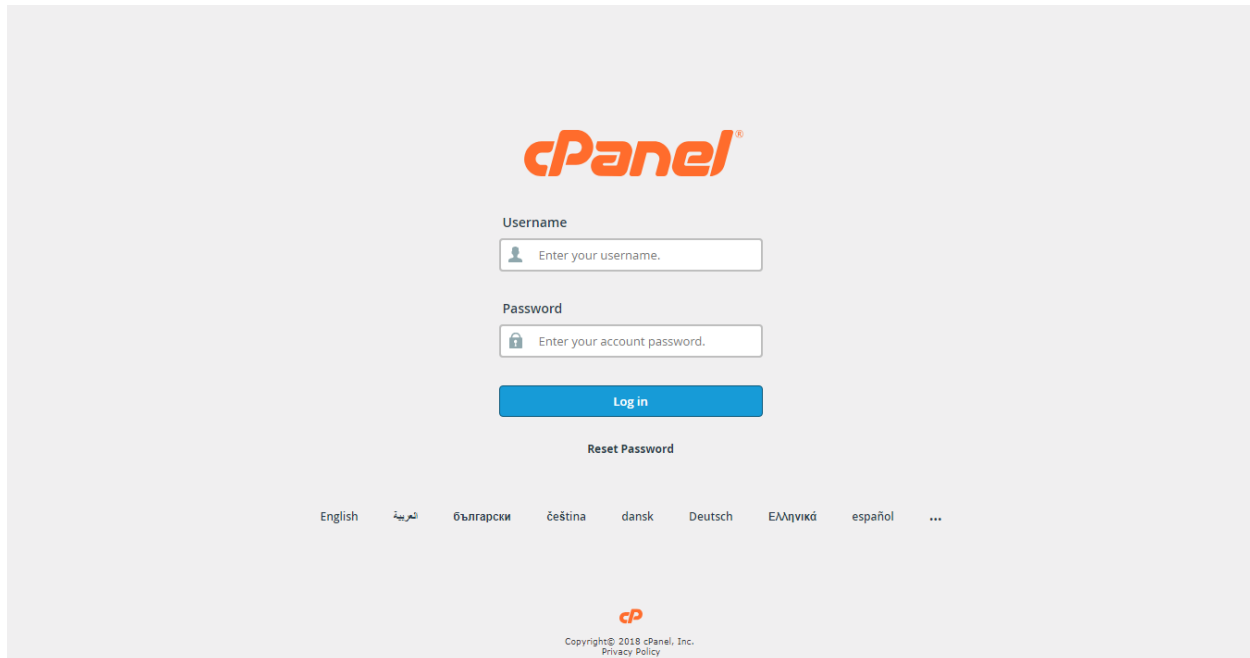 cPanel®
Username
Enter your username.
Password
Enter your account password.
Log in
Reset Password
English العربية български čeština dansk Deutsch Ελληνικά español ...
cP
Copyright© 2018 cPanel, Inc.
Privacy Policy